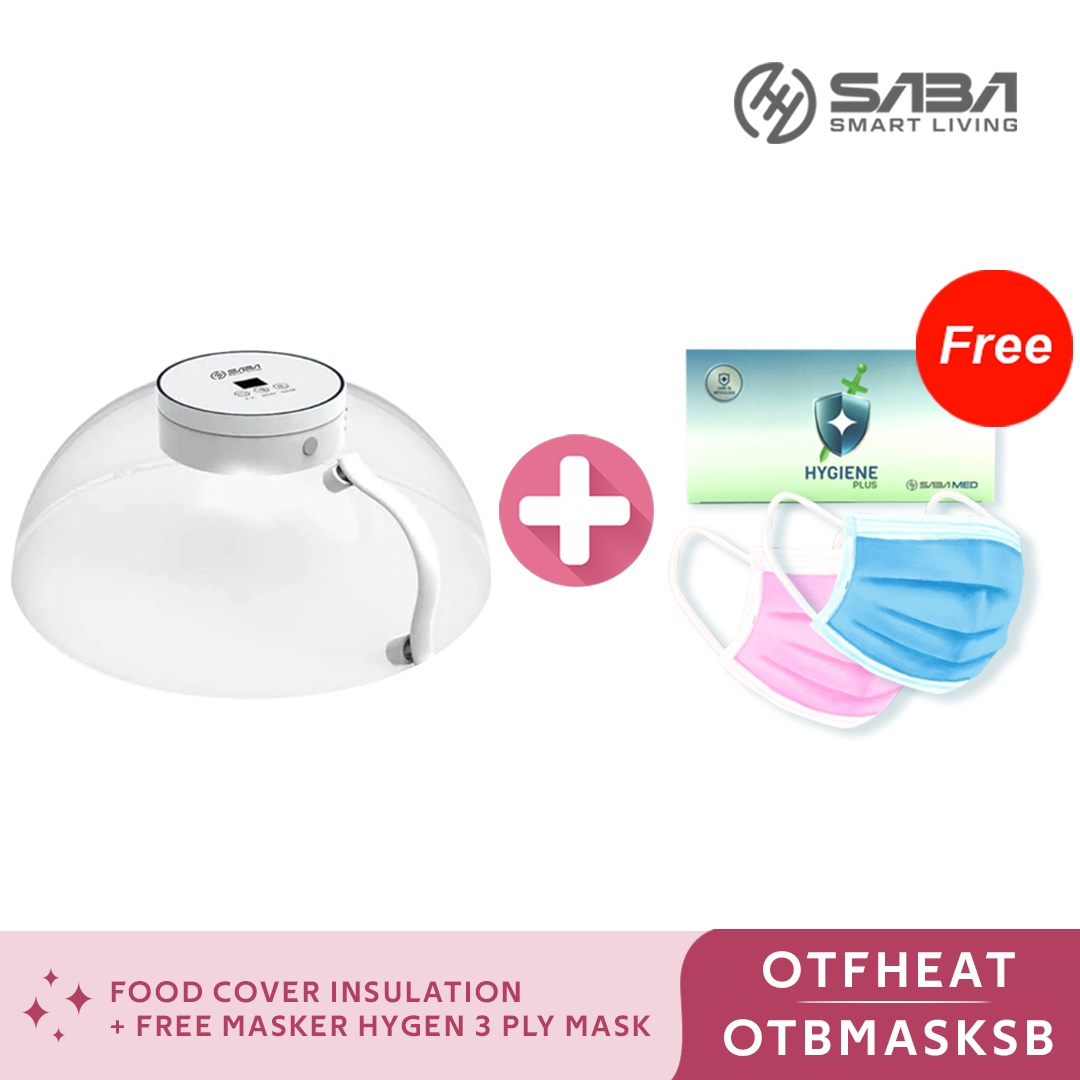 SABA
SMART LIVING
Free
SABA
HYGIENE
PLUS
SABA MED
FOOD COVER INSULATION
+ FREE MASKER HYGEN 3 PLY MASK
OTFHEAT
OTBMASKSB